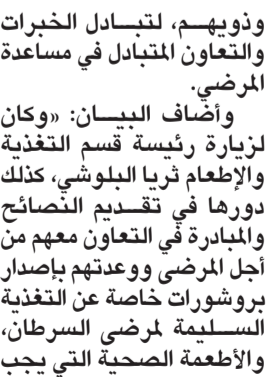 وذويهم، لتبادل الخبرات
والتعاون المتبادل في مساعدة
المرضي.
وأضاف البيان: «وكان
لزيارة رئيسة قسم التغذية
والإطعام ثريا البلوشي، كذلك
دورها في تقديم النصائح
والمبادرة في التعاون معهم من
أجل المرضى ووعدتهم بإصدار
بروشورات خاصة عن التغذية
السليمة لمرضى السرطان،
والأطعمة الصحية التي يجب